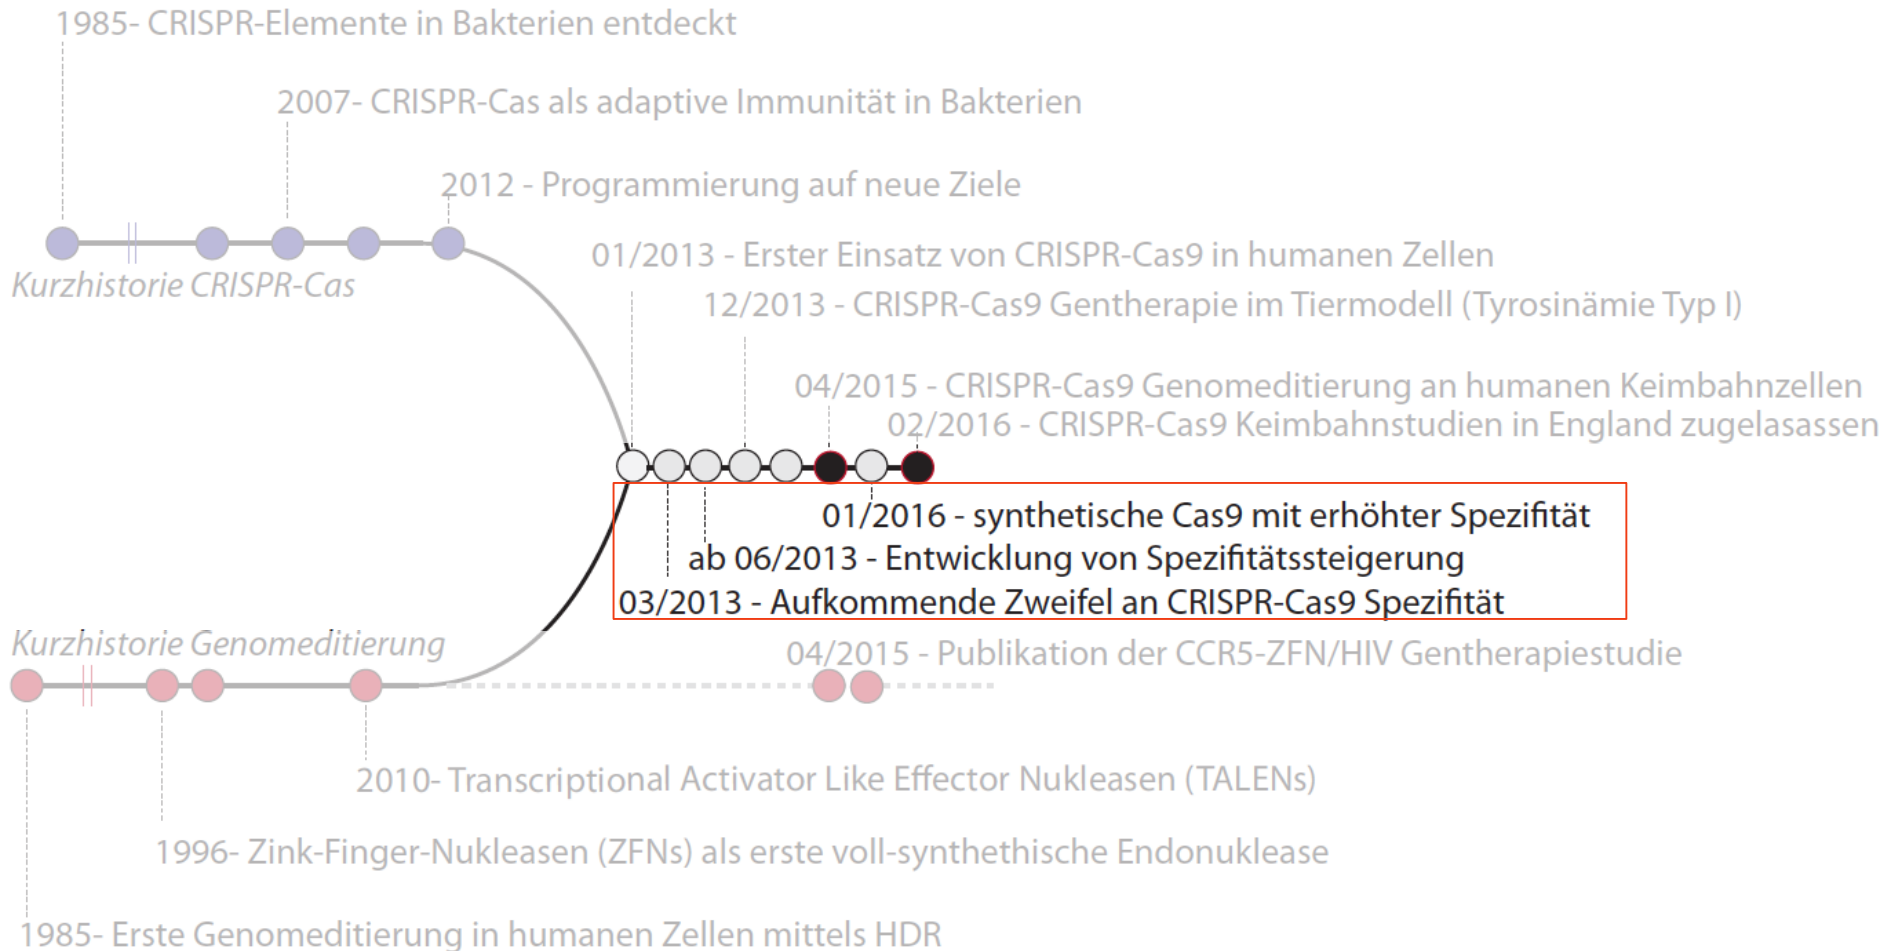 1985- CRISPR-Elemente in Bakterien entdeckt
2007- CRISPR-Cas als adaptive Immunität in Bakterien
2012 - Programmierung auf neue Ziele
01/2013 - Erster Einsatz von CRISPR-Cas9 in humanen Zellen
Kurzhistorie CRISPR-Cas
12/2013 - CRISPR-Cas9 Gentherapie im Tiermodell (Tyrosinämie Typ I)
04/2015 - CRISPR-Cas9 Genomeditierung an humanen Keimbahnzellen
02/2016 - CRISPR-Cas9 Keimbahnstudien in England zugelasassen
01/2016 - synthetische Cas9 mit erhöhter Spezifität
ab 06/2013 - Entwicklung von Spezifitätssteigerung
03/2013 - Aufkommende Zweifel an CRISPR-Cas9 Spezifität
Kurzhistorie Genomeditierung
04/2015 - Publikation der CCR5-ZFN/HIV Gentherapiestudie
2010- Transcriptional Activator Like Effector Nukleasen (TALENs)
1996- Zink-Finger-Nukleasen (ZFNs) als erste voll-synthethische Endonuklease
1985- Erste Genomeditierung in humanen Zellen mittels HDR